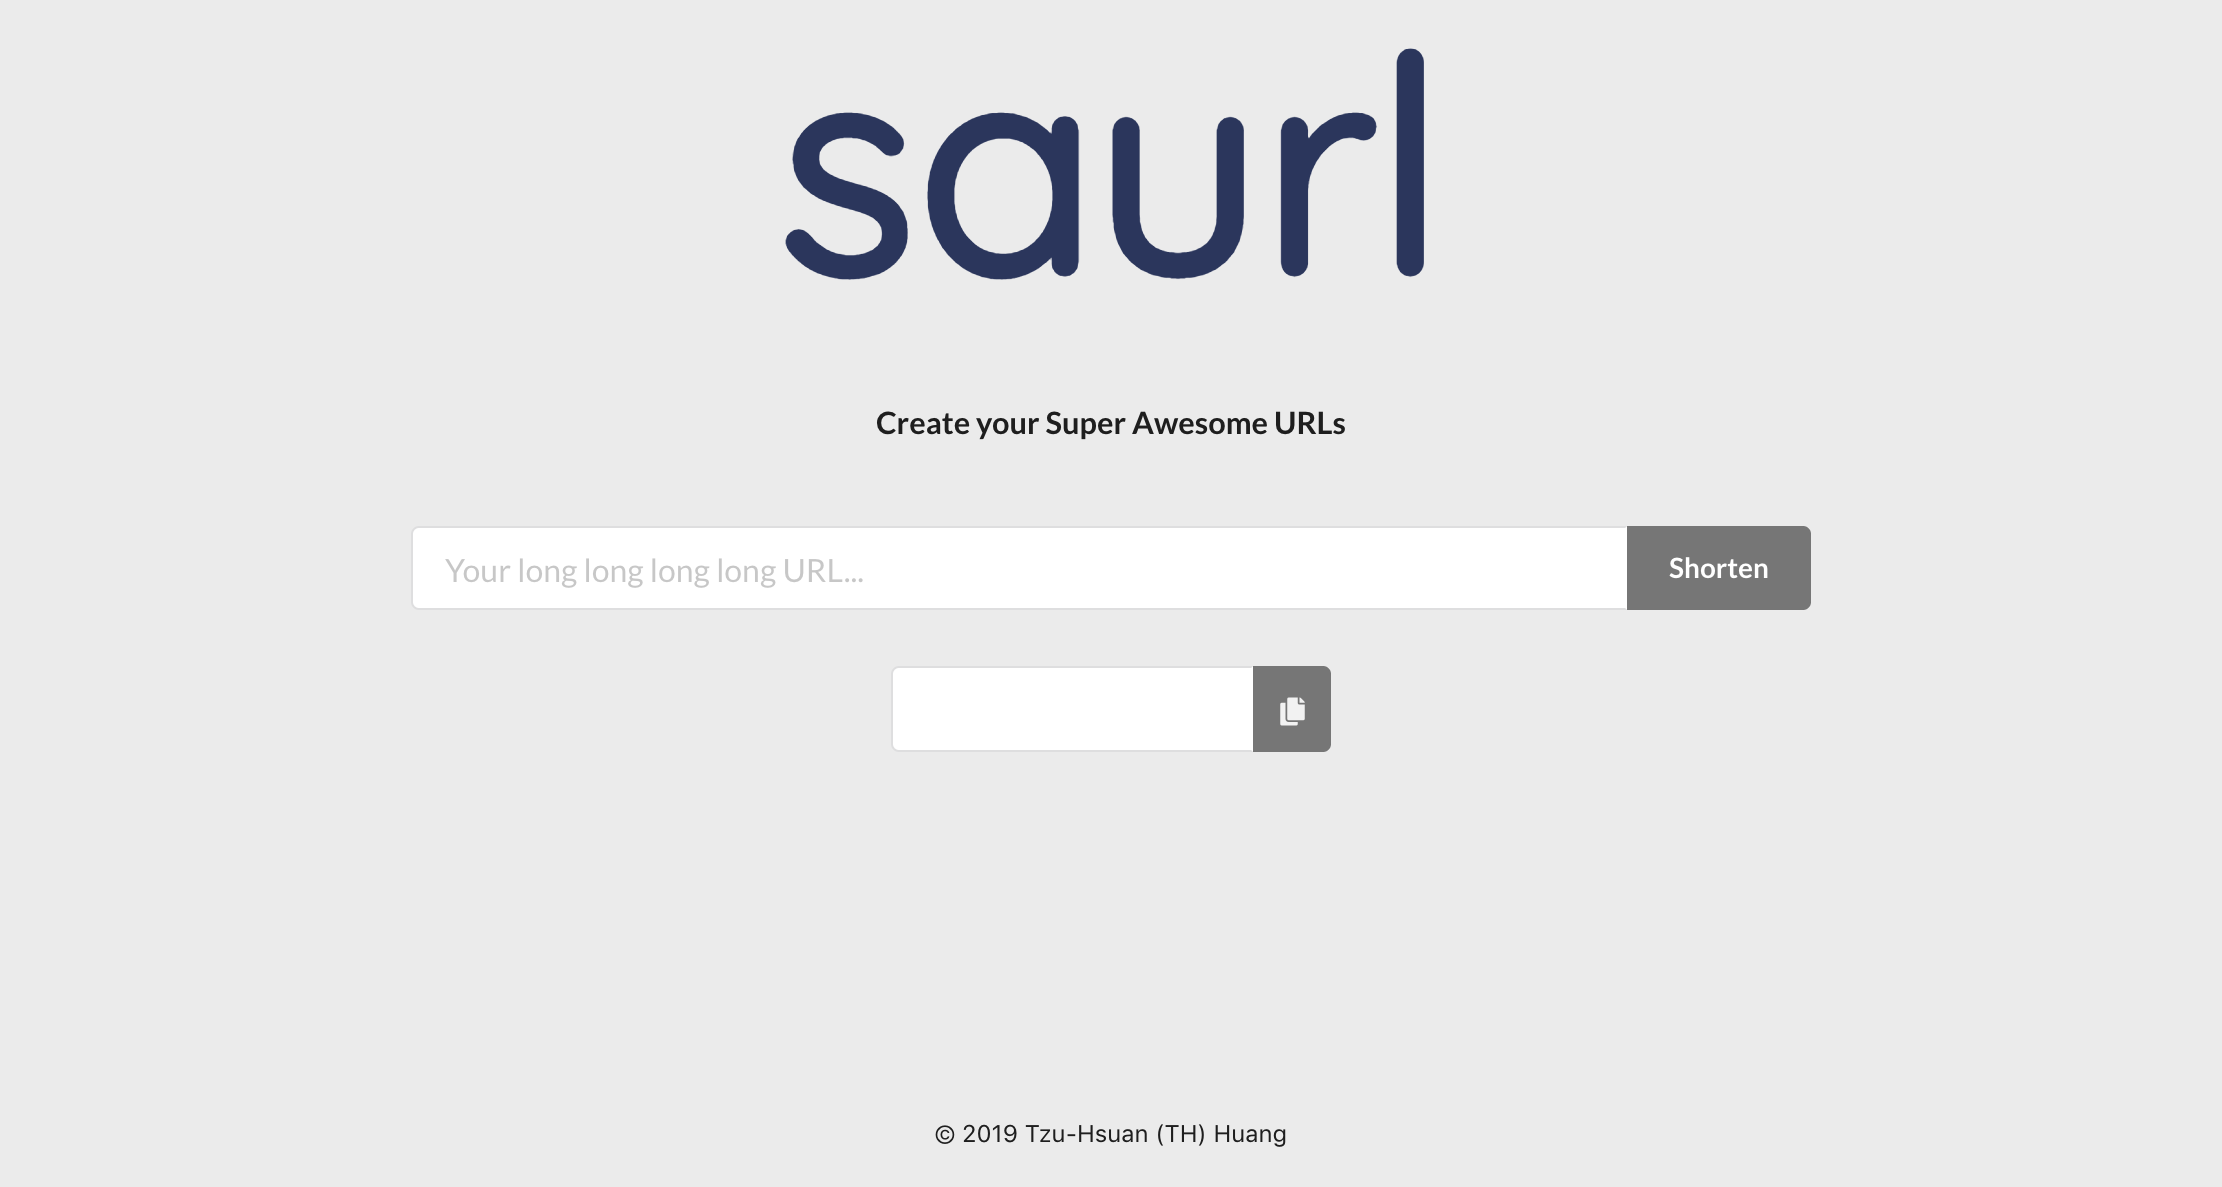 saurl
Create your Super Awesome URLs
Your long long long long URL...
Shorten
© 2019 Tzu-Hsuan (TH) Huang